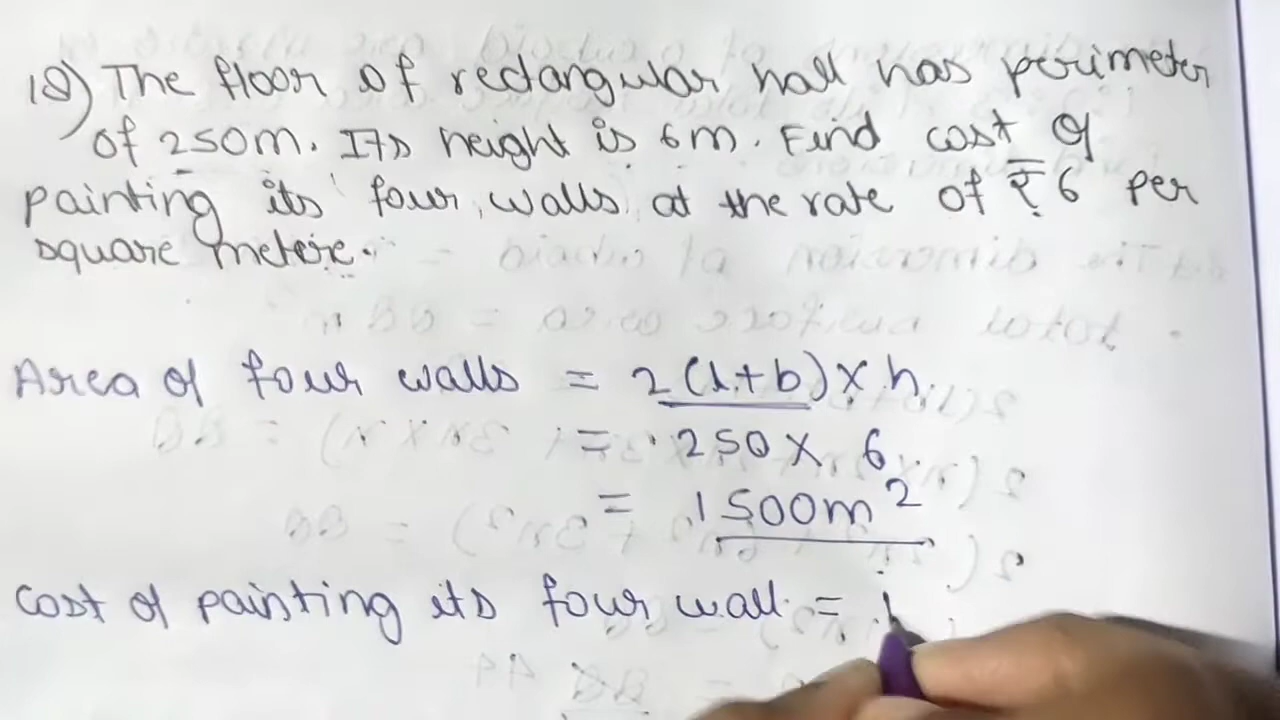 18) The floor of rectangular hall has perimeter
of 250m. Its height is 6m. Find cost of
painting its four walls at the rate of ₹6 per
square metere.
Area of four walls = 2(l+b)×h
= 250× 6
= 1500m²
Cost of painting its four wall = 1